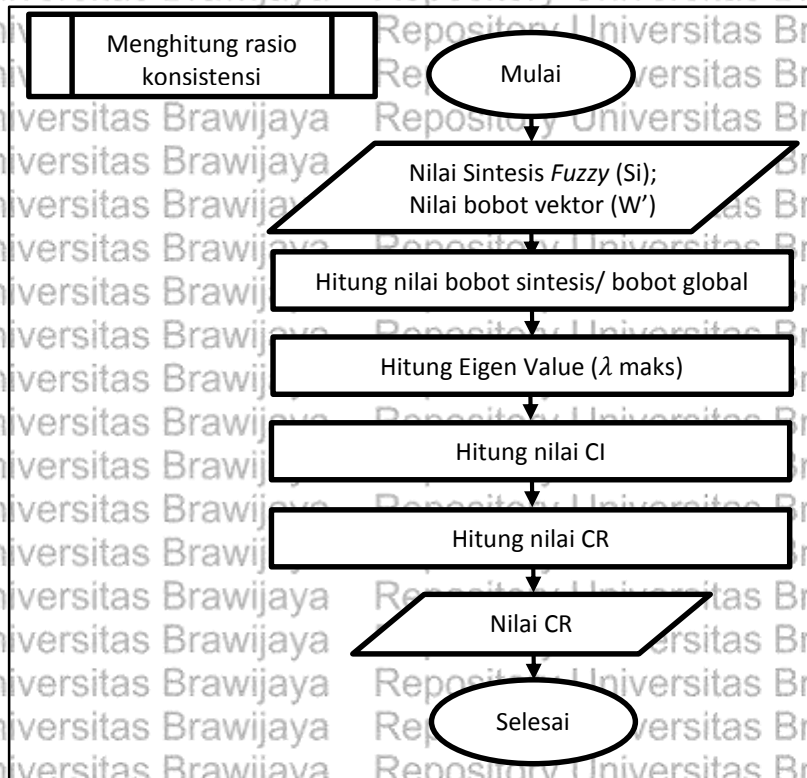 Menghitung rasio
konsistensi
Mulai
Nilai Sintesis Fuzzy (Si);
Nilai bobot vektor (W’)
Hitung nilai bobot sintesis/ bobot global
Hitung Eigen Value (λ maks)
Hitung nilai CI
Hitung nilai CR
Nilai CR
Selesai